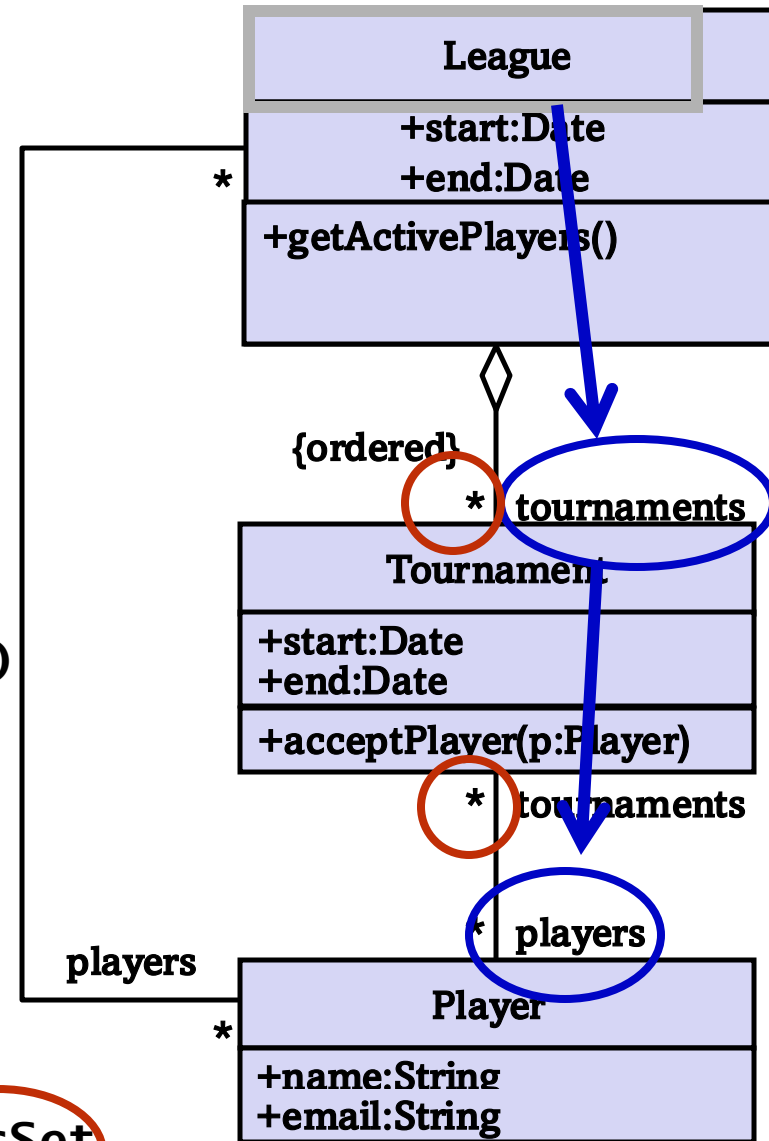 League
+start:Date
*
+end:Date
+getActivePlayers()
{ordered}
* tournaments
Tournament
+start:Date
+end:Date
)
+acceptPlayer(p:Player)
* tournaments
* players
players
Player
*
+name:String
+email:String